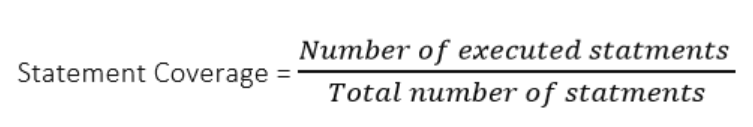 Number of executed statments
Statement Coverage =
Total number of statments